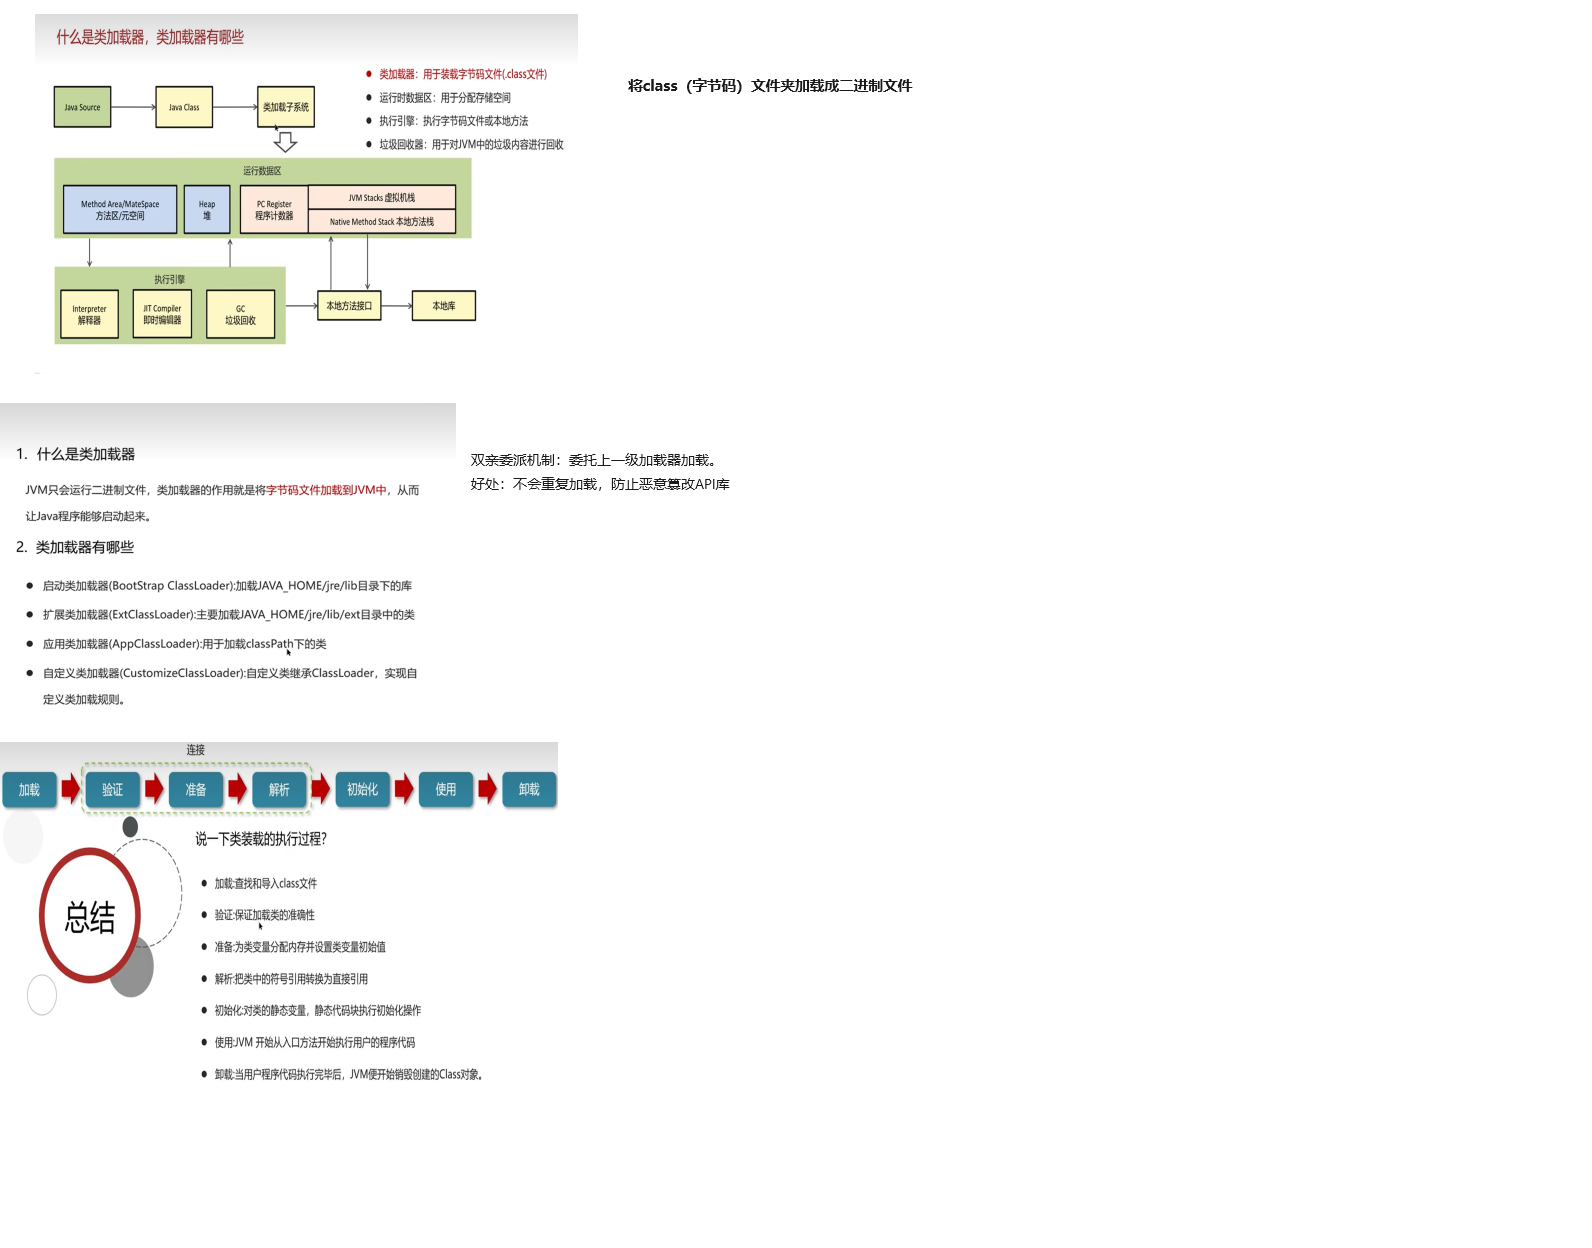 什么是类加载器，类加载器有哪些
类加载器：用于装载字节码文件(.class文件)
运行时数据区：用于分配存储空间
执行引擎：执行字节码文件或本地方法
垃圾回收器：用于对JVM中的垃圾内容进行回收
将class（字节码）文件夹加载成二进制文件
Java Source
Java Class
类加载子系统
运行数据区
Method Area/MateSpace
方法区/元空间
Heap
堆
PC Register
程序计数器
JVM Stacks 虚拟机栈
Native Method Stack 本地方法栈
执行引擎
Interpreter
解释器
JIT Compiler
即时编辑器
GC
垃圾回收
本地方法接口
本地库
1. 什么是类加载器
JVM只会运行二进制文件，类加载器的作用就是将字节码文件加载到JVM中，从而
让Java程序能够启动起来。
2. 类加载器有哪些
启动类加载器(BootStrap ClassLoader):加载JAVA_HOME/jre/lib目录下的库
扩展类加载器(ExtClassLoader):主要加载JAVA_HOME/jre/lib/ext目录中的类
应用类加载器(AppClassLoader):用于加载classPath下的类
自定义类加载器(CustomizeClassLoader):自定义类继承ClassLoader，实现自
定义类加载规则。
双亲委派机制：委托上一级加载器加载。
好处：不会重复加载，防止恶意篡改API库
连接
加载
验证
准备
解析
初始化
使用
卸载
总结
说一下类装载的执行过程?
加载:查找和导入class文件
验证:保证加载类的准确性
准备:为类变量分配内存并设置类变量初始值
解析:把类中的符号引用转换为直接引用
初始化:对类的静态变量，静态代码块执行初始化操作
使用:JVM 开始从入口方法开始执行用户的程序代码
卸载:当用户程序代码执行完毕后，JVM便开始销毁创建的Class对象。